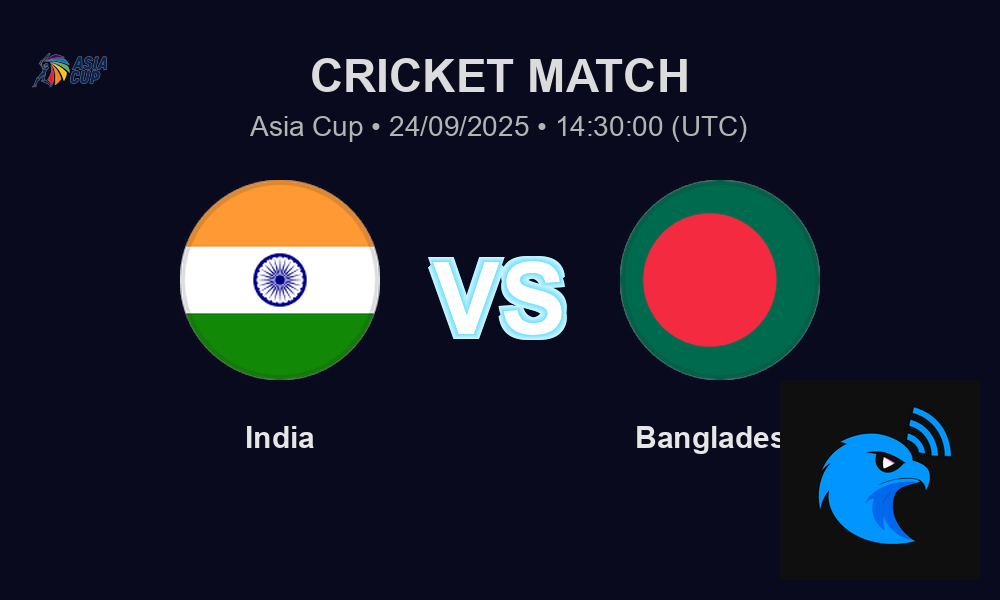 ASIA
CUP
CRICKET MATCH
Asia Cup • 24/09/2025 • 14:30:00 (UTC)
VS
India
Banglades